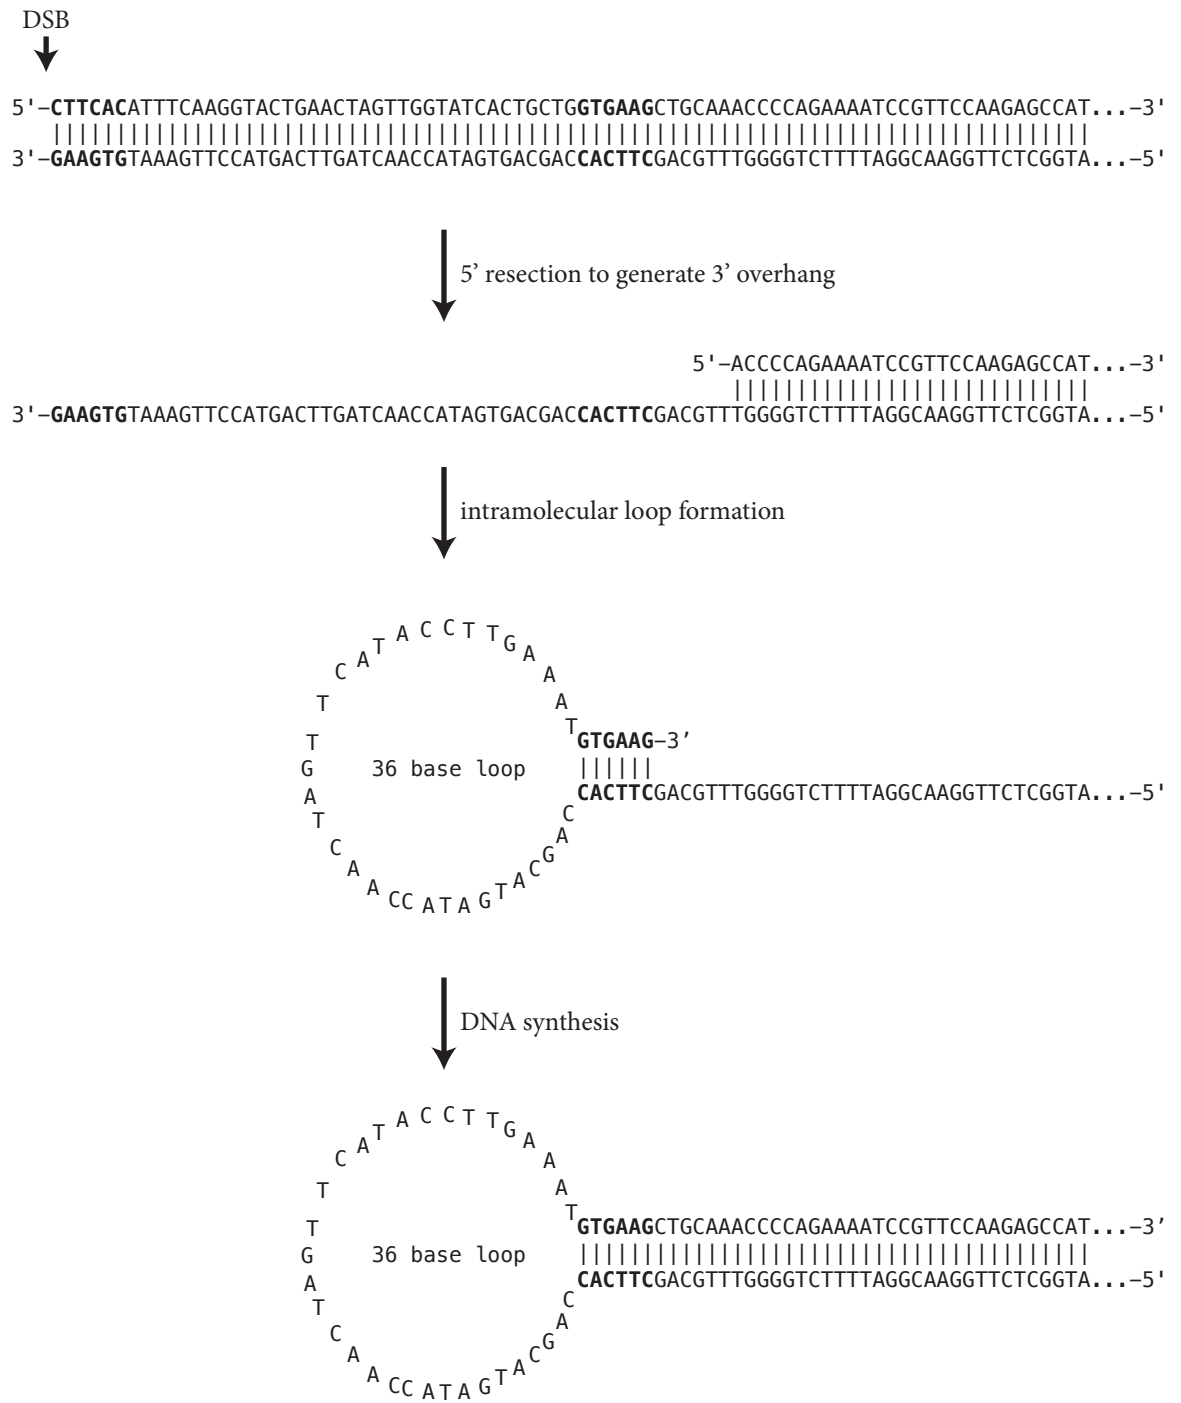 DSB
5'–CTTCACATTTCAAGGTACTGAACTAGTTGGTATCACTGCTGGTGAAGCTGCAAACCCCAGAAAATCCGTTCCAAGAGCCAT...–3'
3'–GAAGTGTAAAGTTCCATGACTTGATCAACCATAGTGACGACCACTTCGACGTTTGGGGTCTTTTAGGCAAGGTTCTCGGTA...–5'
5’ resection to generate 3’ overhang
5'–ACCCCAGAAAATCCGTTCCAAGAGCCAT...–3'
3'–GAAGTGTAAAGTTCCATGACTTGATCAACCATAGTGACGACCACTTCGACGTTTGGGGTCTTTTAGGCAAGGTTCTCGGTA...–5'
intramolecular loop formation
T C A T A C C T T G A A A T
GTGAAG–3’
36 base loop
CACTTCGACGTTTGGGGTCTTTTAGGCAAGGTTCTCGGTA...–5'
T G A T C A A C C A T A G T A C G A C
DNA synthesis
T C A T A C C T T G A A A T
GTGAAGCTGCAAACCCCAGAAAATCCGTTCCAAGAGCCAT...–3’
36 base loop
CACTTCGACGTTTGGGGTCTTTTAGGCAAGGTTCTCGGTA...–5'
T G A T C A A C C A T A G T A C G A C